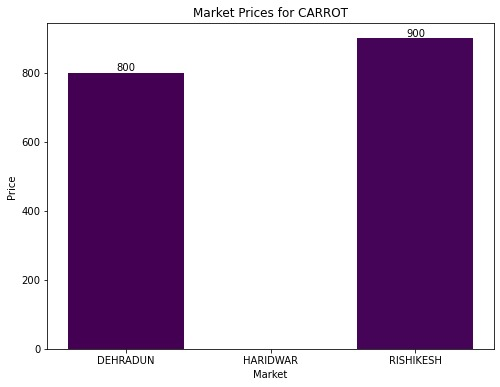 Market Prices for CARROT
900
800
800
600
400
200
0
Price
DEHRADUN HARIDWAR RISHIKESH
Market